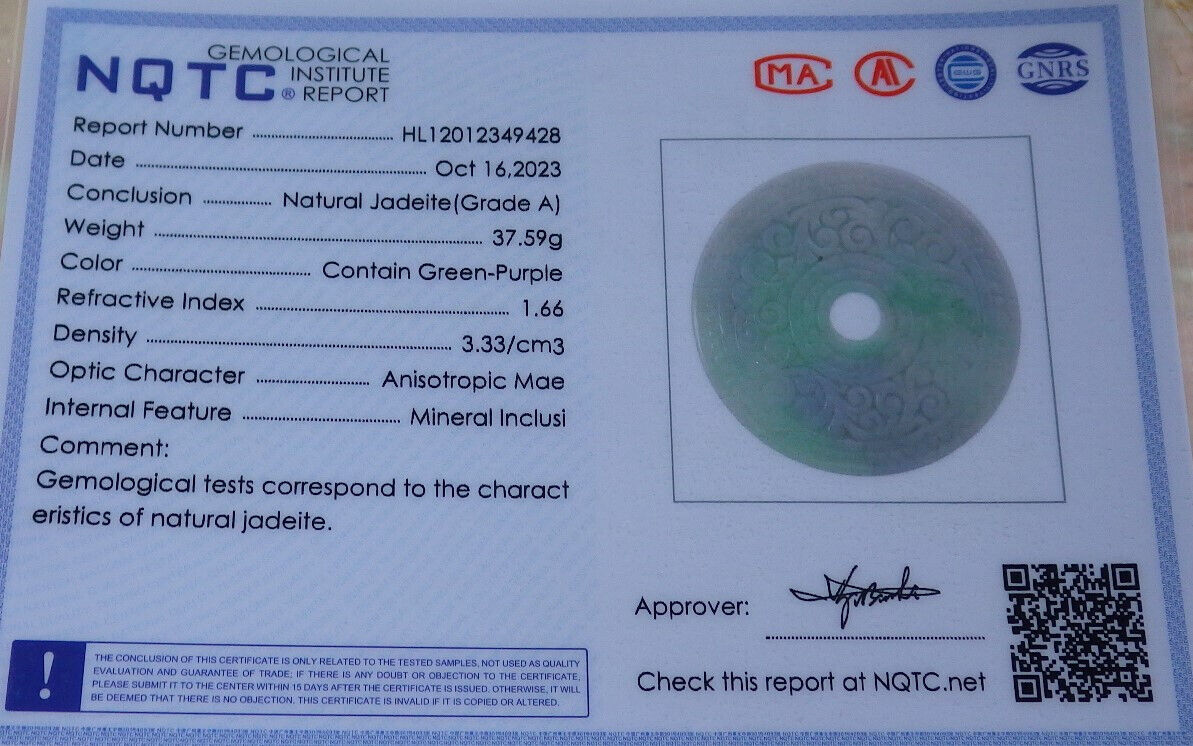 NQTC®
GEMOLOGICAL
INSTITUTE
REPORT
CMA
AL
CGWS
GNRS
Report Number ........ HL12012349428
Date ........ Oct 16,2023
Conclusion ........ Natural Jadeite(Grade A)
Weight ........ 37.59g
Color ........ Contain Green-Purple
Refractive Index ........ 1.66
Density ........ 3.33/cm3
Optic Character ........ Anisotropic Mae
Internal Feature ........ Mineral Inclusi
Comment:
Gemological tests correspond to the charact
eristics of natural jadeite.
Approver:
Check this report at NQTC.net
!
THE CONCLUSION OF THIS CERTIFICATE IS ONLY RELATED TO THE TESTED SAMPLES, NOT USED AS QUALITY
EVALUATION AND GUARANTEE OF TRADE; IF THERE IS ANY DOUBT OR OBJECTION TO THE CERTIFICATE,
PLEASE SUBMIT IT TO THE CENTER WITHIN 15 DAYS AFTER THE CERTIFICATE IS ISSUED. OTHERWISE, IT WILL
BE DEEMED THAT THERE IS NO OBJECTION. THIS CERTIFICATE IS INVALID IF IT IS COPIED OR ALTERED.